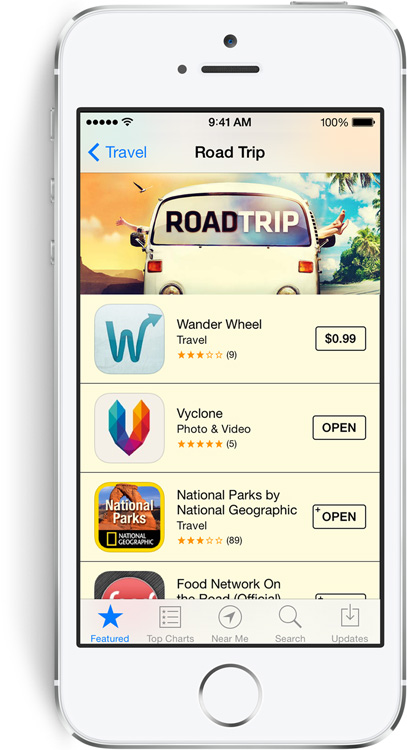 9:41 AM
100%
Travel
Road Trip
ROADTRIP
Wander Wheel
Travel
(9)
$0.99
Vyclone
Photo & Video
(5)
OPEN
National Parks
NATIONAL GEOGRAPHIC
National Parks by
National Geographic
Travel
(89)
+OPEN
Food Network On
the Road (Official)
Featured
Top Charts
Near Me
Search
Updates